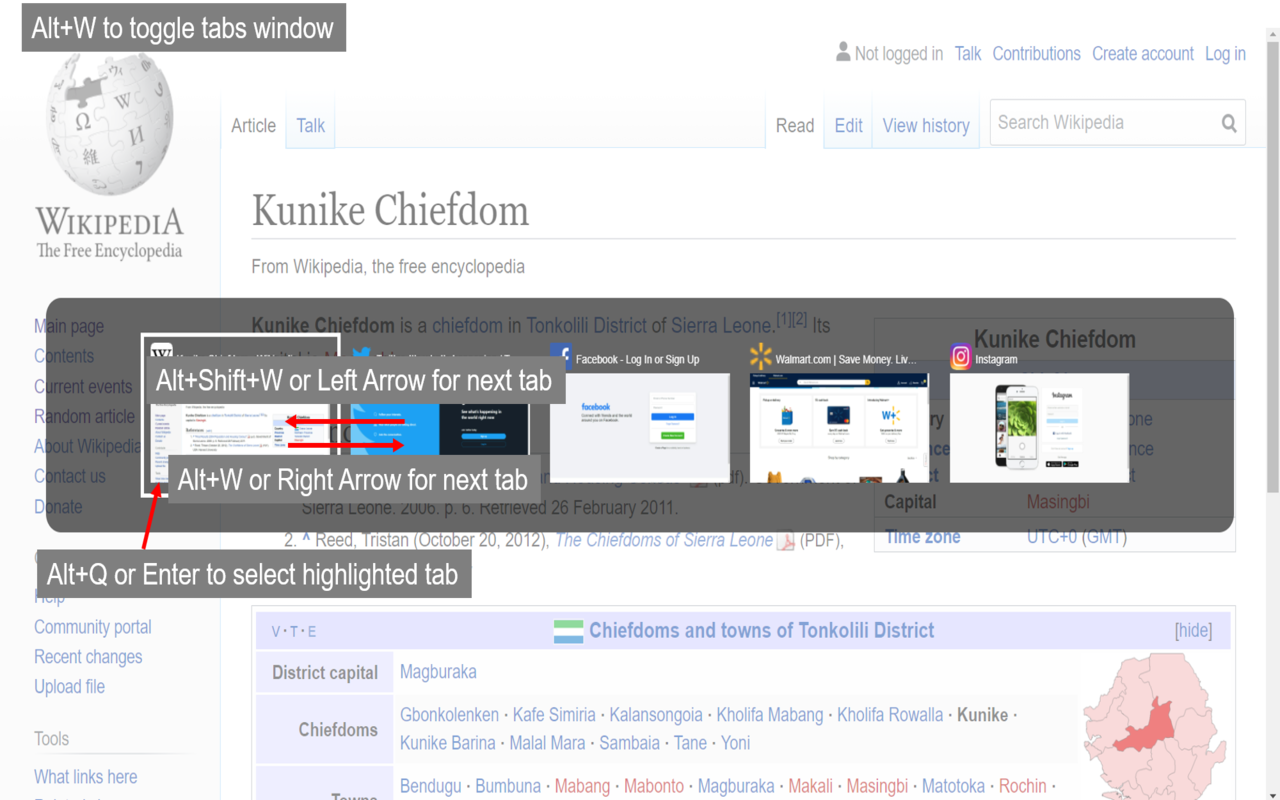 Alt+W to toggle tabs window
Not logged in Talk Contributions Create account Log in
Article Talk
Read Edit View history
Search Wikipedia
WIKIPEDIA
The Free Encyclopedia
Kunike Chiefdom
From Wikipedia, the free encyclopedia
Main page
Contents
Current events
Random article
About Wikipedia
Contact us
Donate
Kunike Chiefdom is a chiefdom in Tonkolili District of Sierra Leone.[1][2] Its
Kunike Chiefdom
Facebook - Log In or Sign Up
Walmart.com | Save Money. Liv...
Instagram
Alt+Shift+W or Left Arrow for next tab
facebook
Alt+W or Right Arrow for next tab
Sierra Leone. 2006. p. 6. Retrieved 26 February 2011.
Capital Masingbi
Time zone UTC+0 (GMT)
2. ^ Reed, Tristan (October 20, 2012), The Chiefdoms of Sierra Leone (PDF),
Alt+Q or Enter to select highlighted tab
Help
Community portal
Recent changes
Upload file
Tools
What links here
V · T · E
Chiefdoms and towns of Tonkolili District
[hide]
District capital Magburaka
Chiefdoms
Gbonkolenken · Kafe Simiria · Kalansongoia · Kholifa Mabang · Kholifa Rowalla · Kunike ·
Kunike Barina · Malal Mara · Sambaia · Tane · Yoni
Towns
Bendugu · Bumbuna · Mabang · Mabonto · Magburaka · Makali · Masingbi · Matotoka · Rochin ·